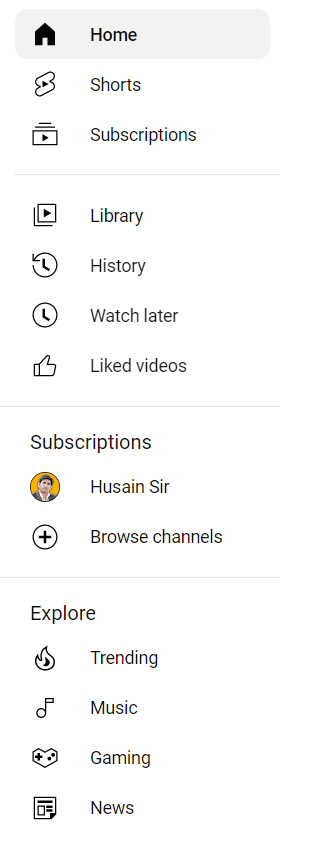 Home
Shorts
Subscriptions
Library
History
Watch later
Liked videos
Subscriptions
Husain Sir
Browse channels
Explore
Trending
Music
Gaming
News